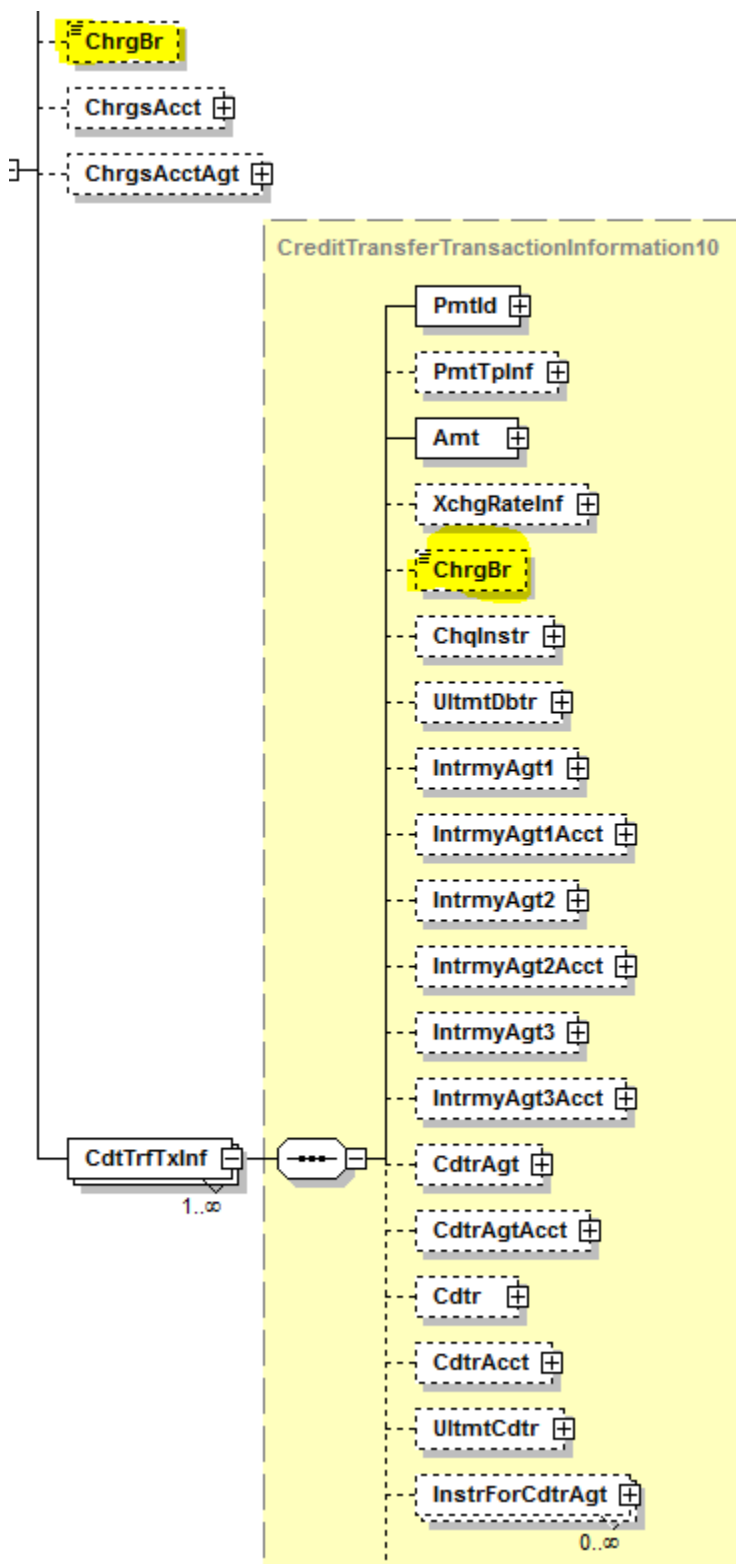 ChrgBr
ChrgsAcct
ChrgsAcctAgt
CreditTransferTransactionInformation10
PmtId
PmtTpInf
Amt
XchgRateInf
ChrgBr
ChqInstr
UltmtDbtr
IntrmyAgt1
IntrmyAgt1Acct
IntrmyAgt2
IntrmyAgt2Acct
IntrmyAgt3
IntrmyAgt3Acct
CdtTrfTxInf
1..∞
CdtrAgt
CdtrAgtAcct
Cdtr
CdtrAcct
UltmtCdtr
InstrForCdtrAgt
0..∞